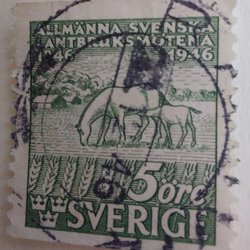 ALLMÄNNA SVENSKA
LANTBRUKSMÖTENA
1846 1946
5 öre
SVERIGE